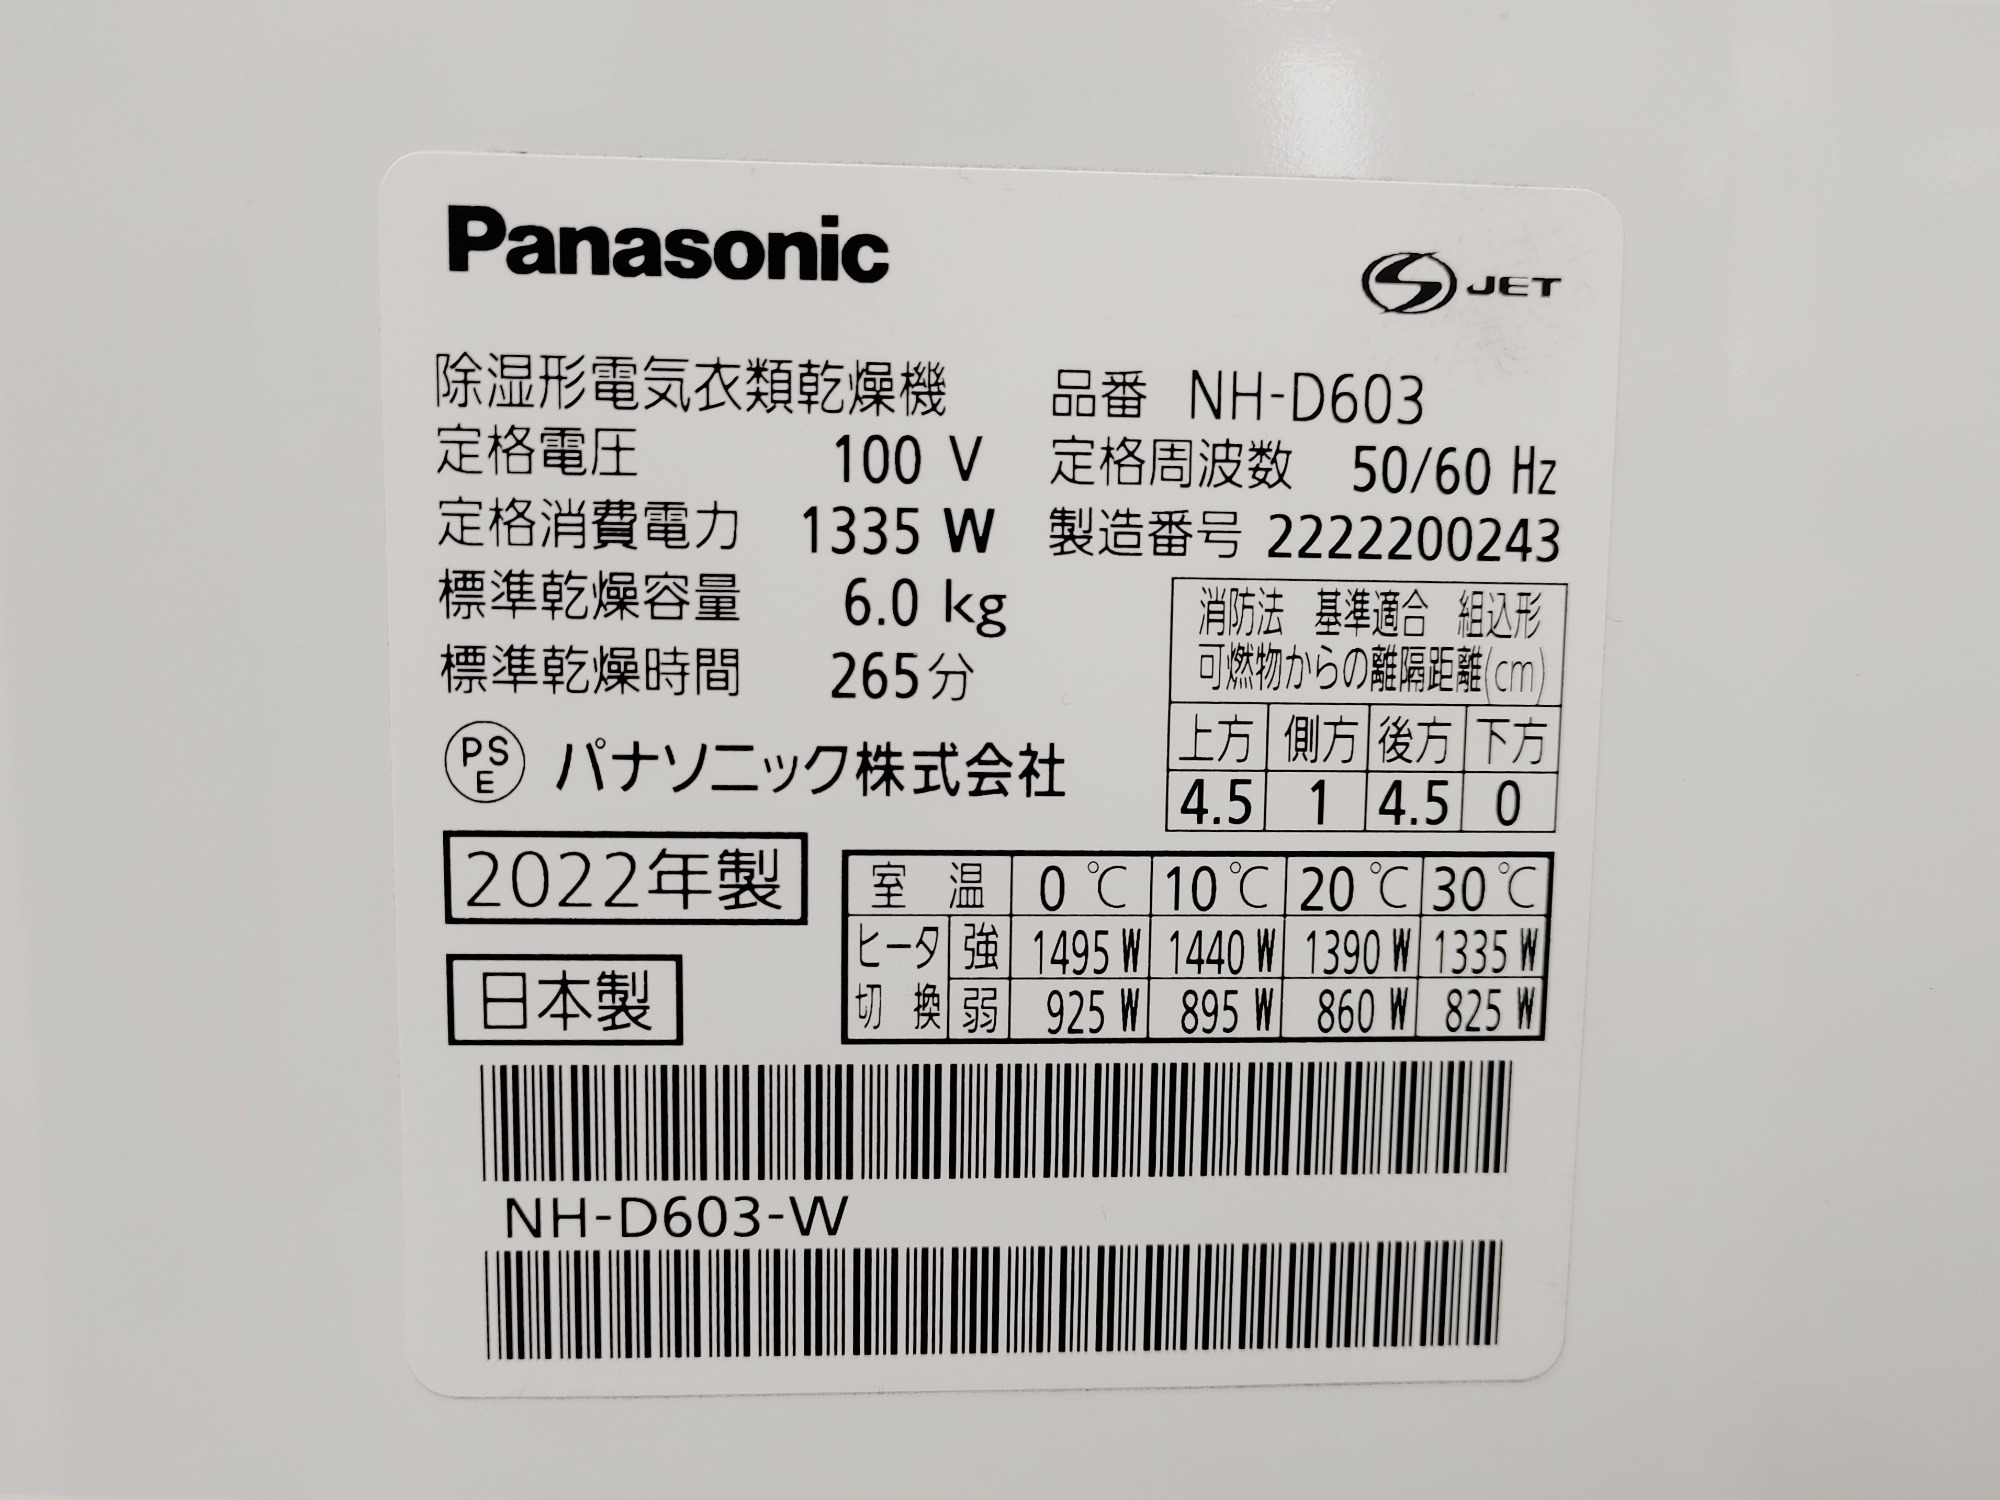 Panasonic
S JET
除湿形電気衣類乾燥機 品番 NH-D603
定格電圧 100 V 定格周波数 50/60 Hz
定格消費電力 1335 W 製造番号 2222200243
標準乾燥容量 6.0 kg
標準乾燥時間 265分
消防法 基準適合 組込形
可燃物からの離隔距離(cm)
上方 側方 後方 下方
4.5 1 4.5 0
PS
E
パナソニック株式会社
2022年製
日本製
室 温 0 ℃ 10 ℃ 20 ℃ 30 ℃
ヒータ 強 1495 W 1440 W 1390 W 1335 W
切 換 弱 925 W 895 W 860 W 825 W
NH-D603-W